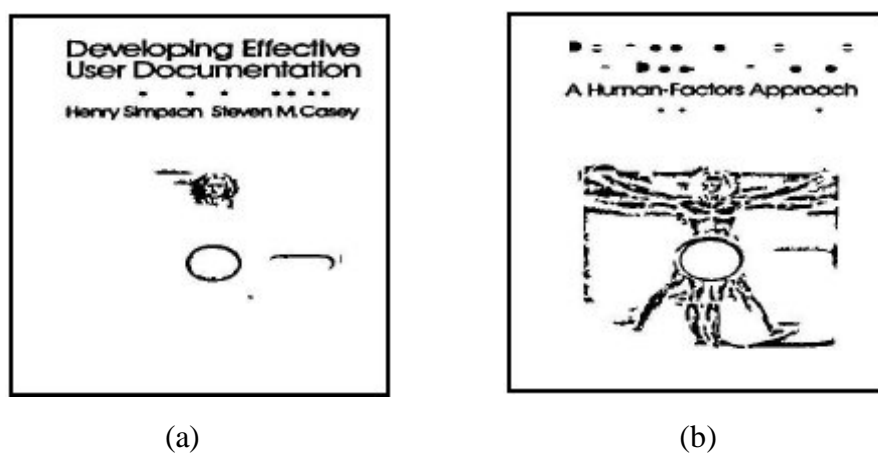 Developing Effective
User Documentation
Henry Simpson Steven M. Casey
A Human-Factors Approach
(a)
(b)